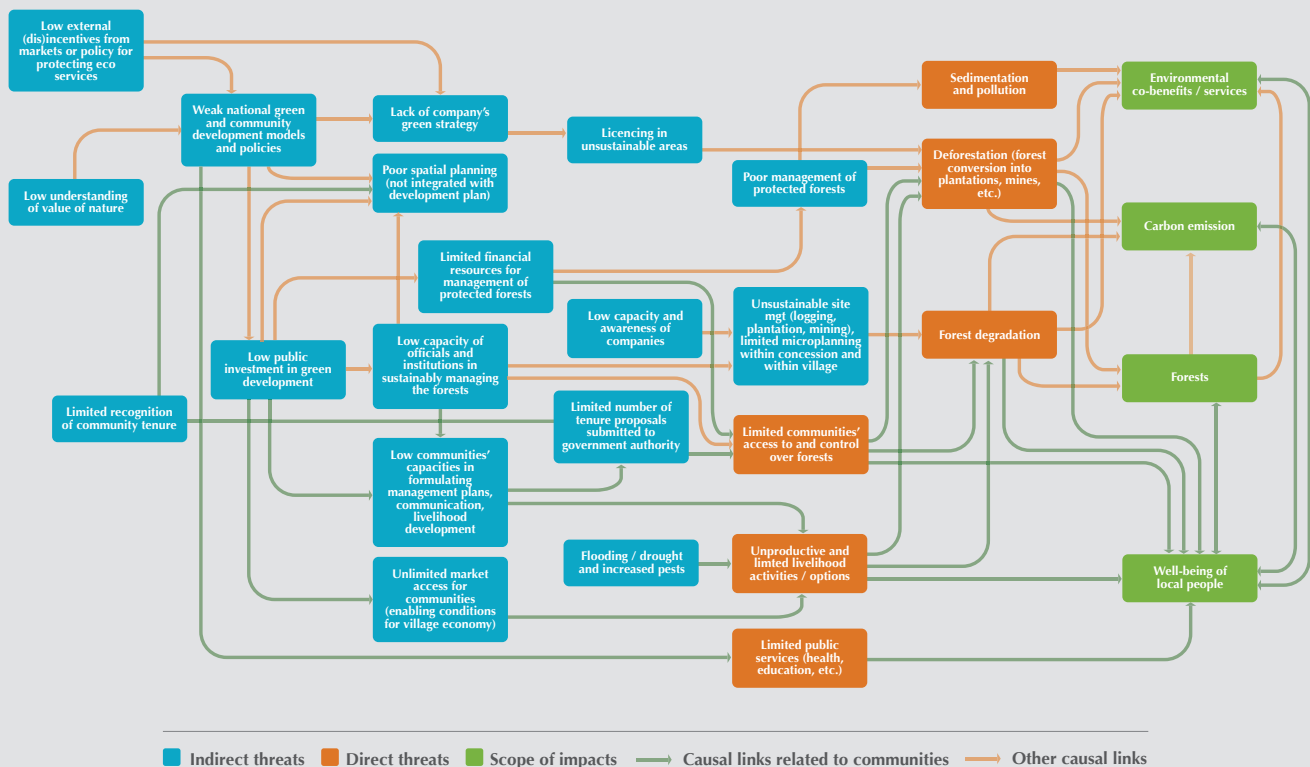 Low external
(dis)incentives from
markets or policy for
protecting eco
services
Weak national green
and community
development models
and policies
Low understanding
of value of nature
Lack of company's
green strategy
Poor spatial planning
(not integrated with
development plan)
Licencing in
unsustainable areas
Poor management of
protected forests
Sedimentation
and pollution
Deforestation (forest
conversion into
plantations, mines,
etc.)
Environmental
co-benefits / services
Carbon emission
Limited financial
resources for
management of
protected forests
Low capacity and
awareness of
companies
Unsustainable site
mgt (logging,
plantation, mining),
limited microplanning
within concession and
within village
Forest degradation
Forests
Low public
investment in green
development
Low capacity of
officials and
institutions in
sustainably managing
the forests
Limited recognition
of community tenure
Limited number of
tenure proposals
submitted to
government authority
Limited communities'
access to and control
over forests
Low communities'
capacities in
formulating
management plans,
communication,
livelihood
development
Flooding / drought
and increased pests
Unproductive and
limted livelihood
activities / options
Well-being of
local people
Unlimited market
access for
communities
(enabling conditions
for village economy)
Limited public
services (health,
education, etc.)
Indirect threats
Direct threats
Scope of impacts
Causal links related to communities
Other causal links